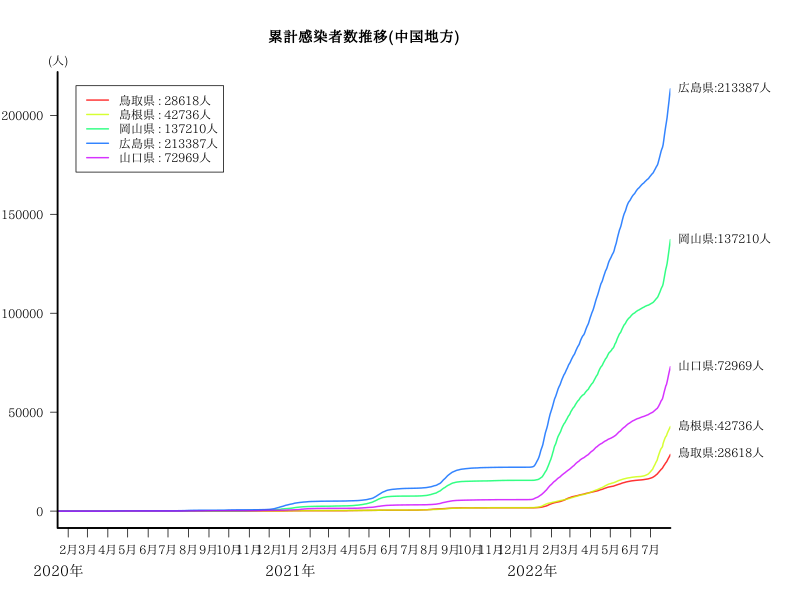 累計感染者数推移(中国地方)
(人)
鳥取県 : 28618人
島根県 : 42736人
岡山県 : 137210人
広島県 : 213387人
山口県 : 72969人
200000
150000
100000
50000
0
広島県:213387人
岡山県:137210人
山口県:72969人
島根県:42736人
鳥取県:28618人
2月3月4月5月6月7月8月9月10月11月12月1月2月3月4月5月6月7月8月9月10月11月12月1月2月3月4月5月6月7月
2020年 2021年 2022年